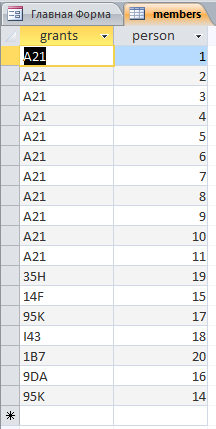 Главная Форма members
grants person
A21 1
A21 2
A21 3
A21 4
A21 5
A21 6
A21 7
A21 8
A21 9
A21 10
A21 11
35H 19
14F 15
95K 17
I43 18
1B7 20
9DA 16
95K 14